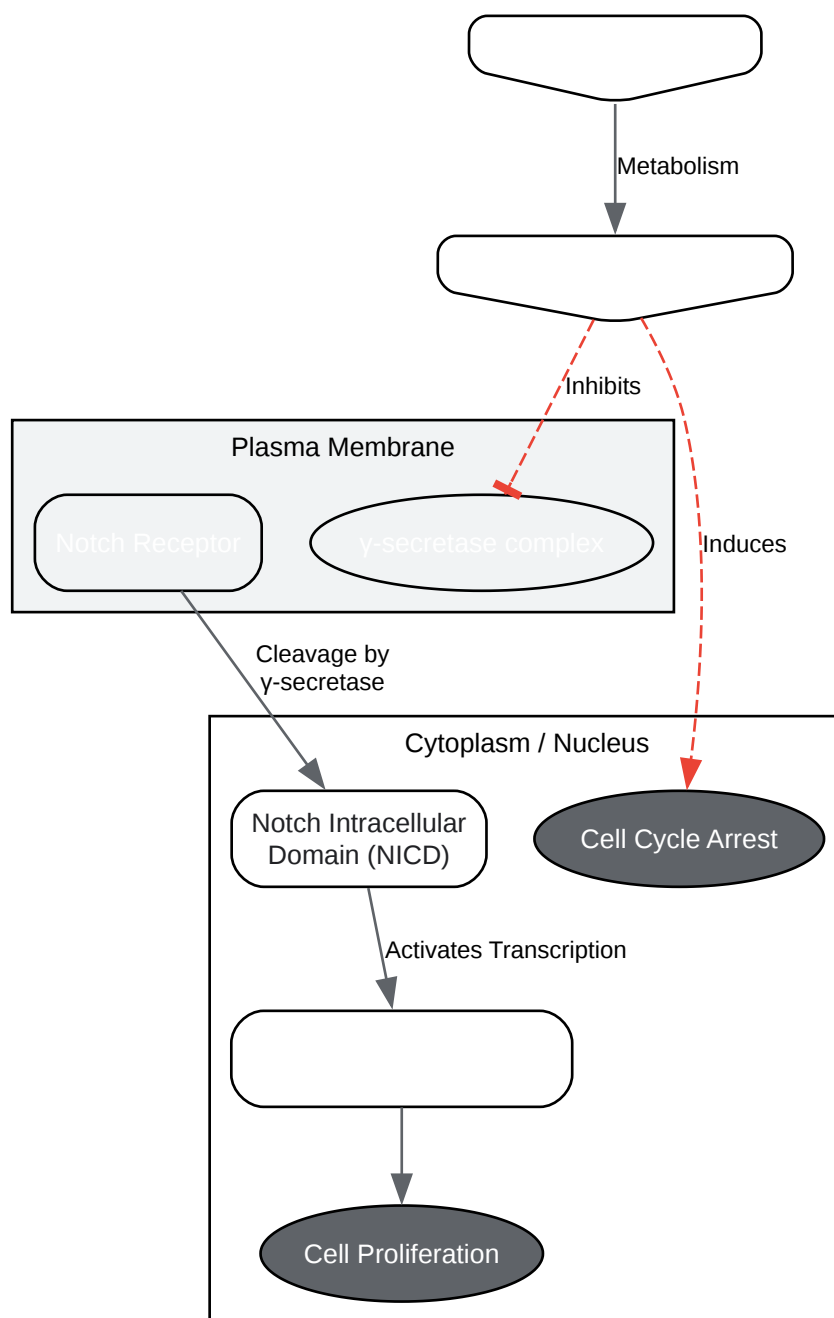 Metabolism
Inhibits
Plasma Membrane
Notch Receptor
γ-secretase complex
Induces
Cleavage by
γ-secretase
Cytoplasm / Nucleus
Notch Intracellular
Domain (NICD)
Cell Cycle Arrest
Activates Transcription
Cell Proliferation